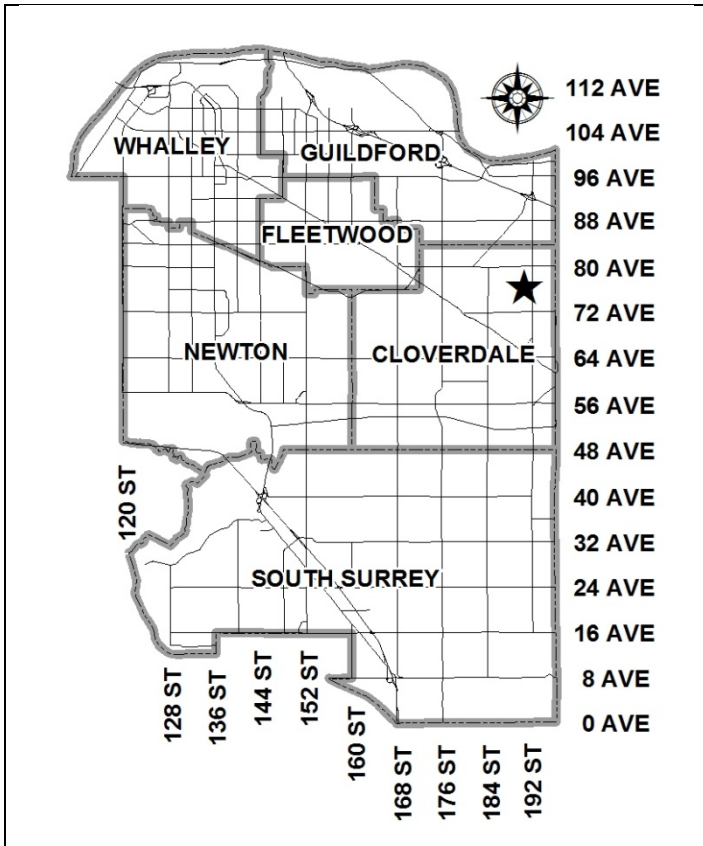 112 AVE
104 AVE
WHALLEY
GUILDFORD
96 AVE
88 AVE
FLEETWOOD
80 AVE
72 AVE
NEWTON
CLOVERDALE
64 AVE
56 AVE
48 AVE
120 ST
40 AVE
32 AVE
SOUTH SURREY
24 AVE
16 AVE
8 AVE
0 AVE
128 ST
136 ST
144 ST
152 ST
160 ST
168 ST
176 ST
184 ST
192 ST